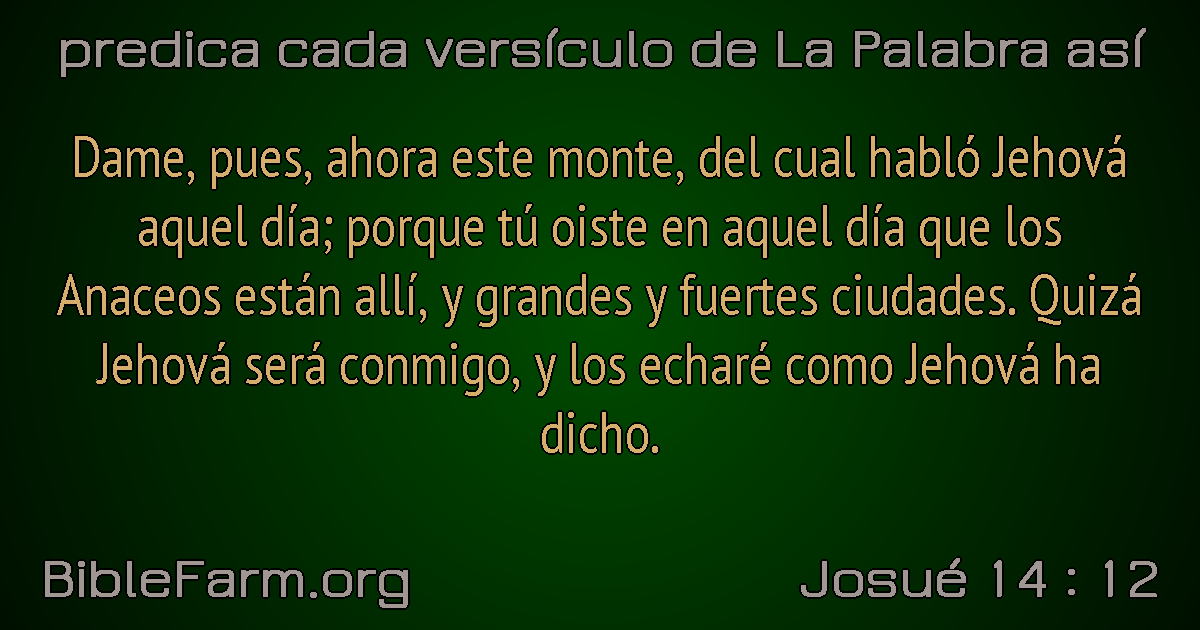 predica cada versículo de La Palabra así
Dame, pues, ahora este monte, del cual habló Jehová
aquel día; porque tú oiste en aquel día que los
Anaceos están allí, y grandes y fuertes ciudades. Quizá
Jehová será conmigo, y los echaré como Jehová ha
dicho.
BibleFarm.org
Josué 14 : 12